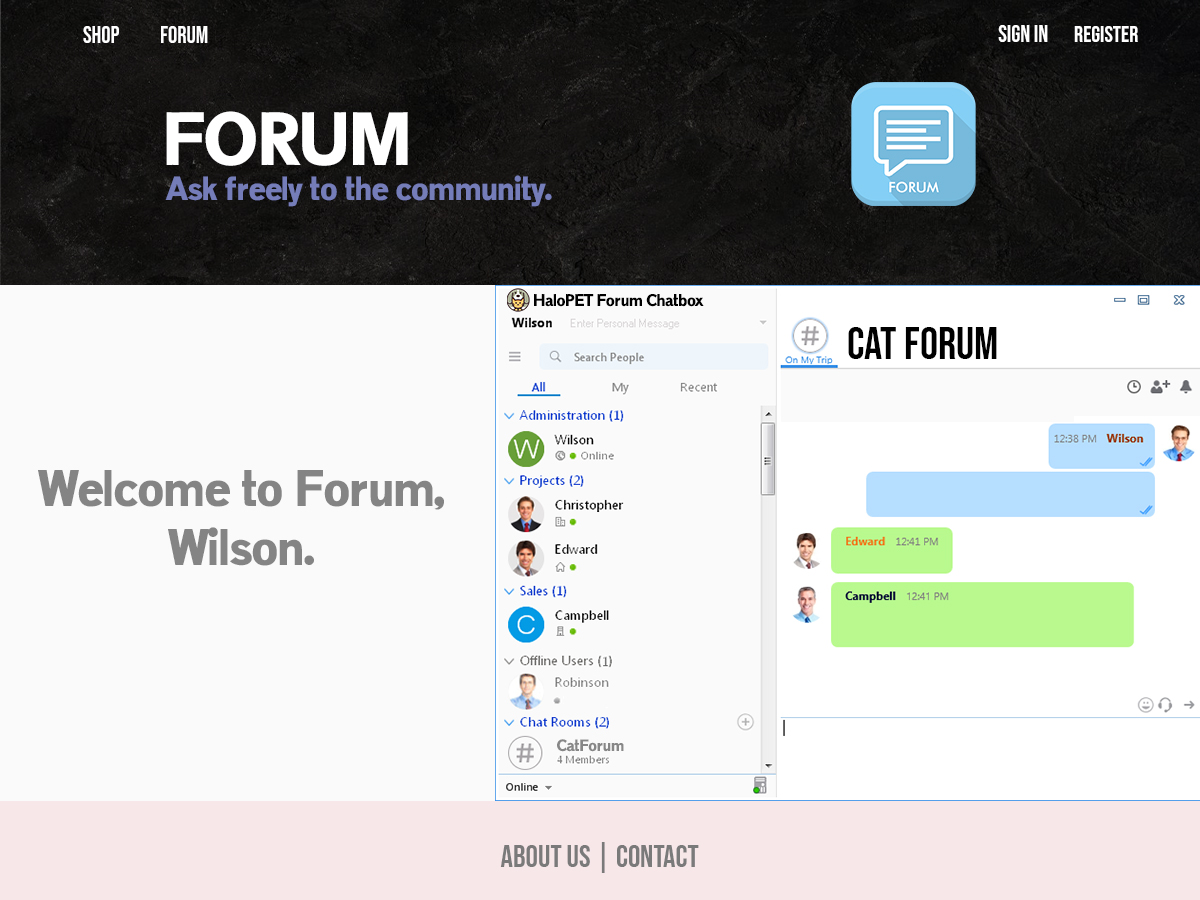 SHOP FORUM SIGN IN REGISTER
FORUM
Ask freely to the community.
FORUM
Welcome to Forum,
Wilson.
HaloPET Forum Chatbox
Wilson Enter Personal Message
Search People
All My Recent
Administration (1)
W Wilson
Online
Projects (2)
Christopher
Edward
Sales (1)
C Campbell
Offline Users (1)
Robinson
Chat Rooms (2)
# CatForum
4 Members
Online
#
On My Trip
CAT FORUM
12:38 PM Wilson
Edward 12:41 PM
Campbell 12:41 PM
ABOUT US | CONTACT